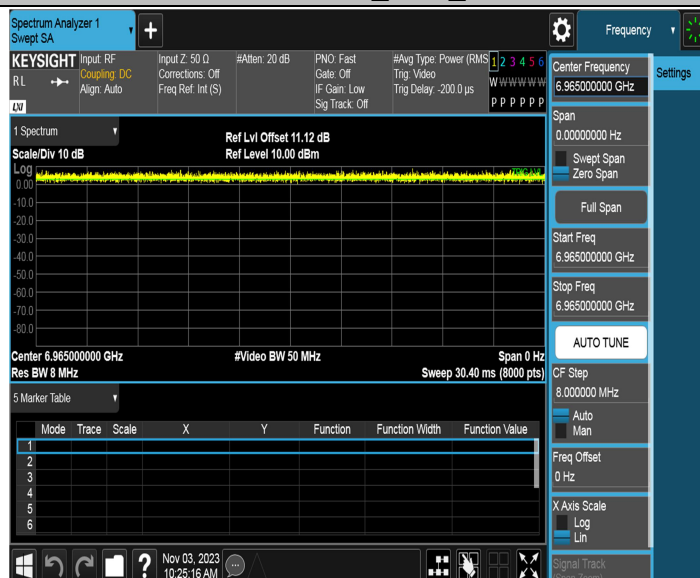 Spectrum Analyzer 1
Swept SA
+
Frequency
KEYSIGHT
RL
LXI
Input: RF
Coupling: DC
Align: Auto
Input Z: 50 Ω
Corrections: Off
Freq Ref: Int (S)
#Atten: 20 dB
PNO: Fast
Gate: Off
IF Gain: Low
Sig Track: Off
#Avg Type: Power (RMS
Trig: Video
Trig Delay: -200.0 µs
1 2 3 4 5 6
W W W W W W
P P P P P P
1 Spectrum
Scale/Div 10 dB
Ref Lvl Offset 11.12 dB
Ref Level 10.00 dBm
Log
0.00
-10.0
-20.0
-30.0
-40.0
-50.0
-60.0
-70.0
-80.0
Center 6.965000000 GHz
Res BW 8 MHz
#Video BW 50 MHz
Span 0 Hz
Sweep 30.40 ms (8000 pts)
5 Marker Table
Mode Trace Scale X Y Function Function Width Function Value
1
2
3
4
5
6
?
Nov 03, 2023
10:25:16 AM
Center Frequency
6.965000000 GHz
Settings
Span
0.00000000 Hz
Swept Span
Zero Span
Full Span
Start Freq
6.965000000 GHz
Stop Freq
6.965000000 GHz
AUTO TUNE
CF Step
8.000000 MHz
Auto
Man
Freq Offset
0 Hz
X Axis Scale
Log
Lin
Signal Track